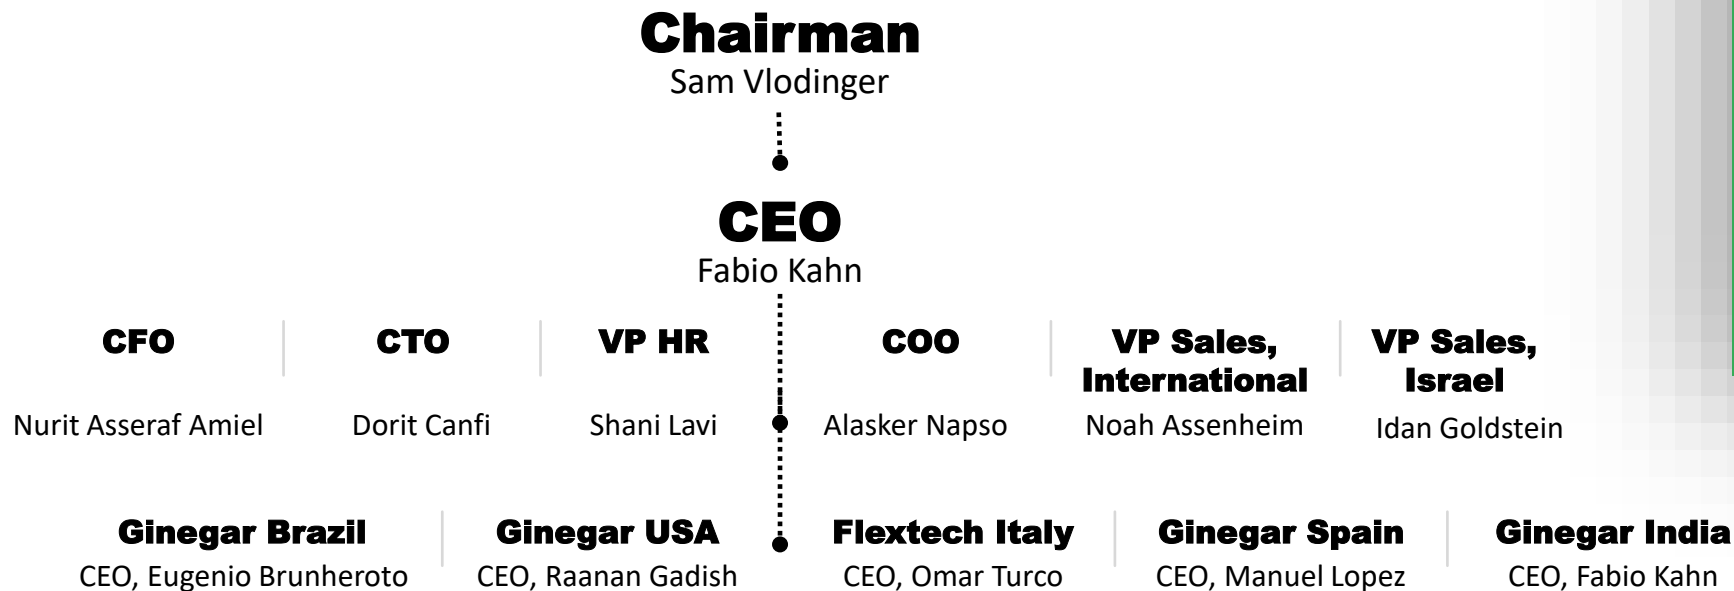 Chairman
Sam Vlodinger
CEO
Fabio Kahn
CFO
Nurit Asseraf Amiel
CTO
Dorit Canfi
VP HR
Shani Lavi
COO
Alasker Napso
VP Sales,
International
Noah Assenheim
VP Sales,
Israel
Idan Goldstein
Ginegar Brazil
CEO, Eugenio Brunheroto
Ginegar USA
CEO, Raanan Gadish
Flextech Italy
CEO, Omar Turco
Ginegar Spain
CEO, Manuel Lopez
Ginegar India
CEO, Fabio Kahn